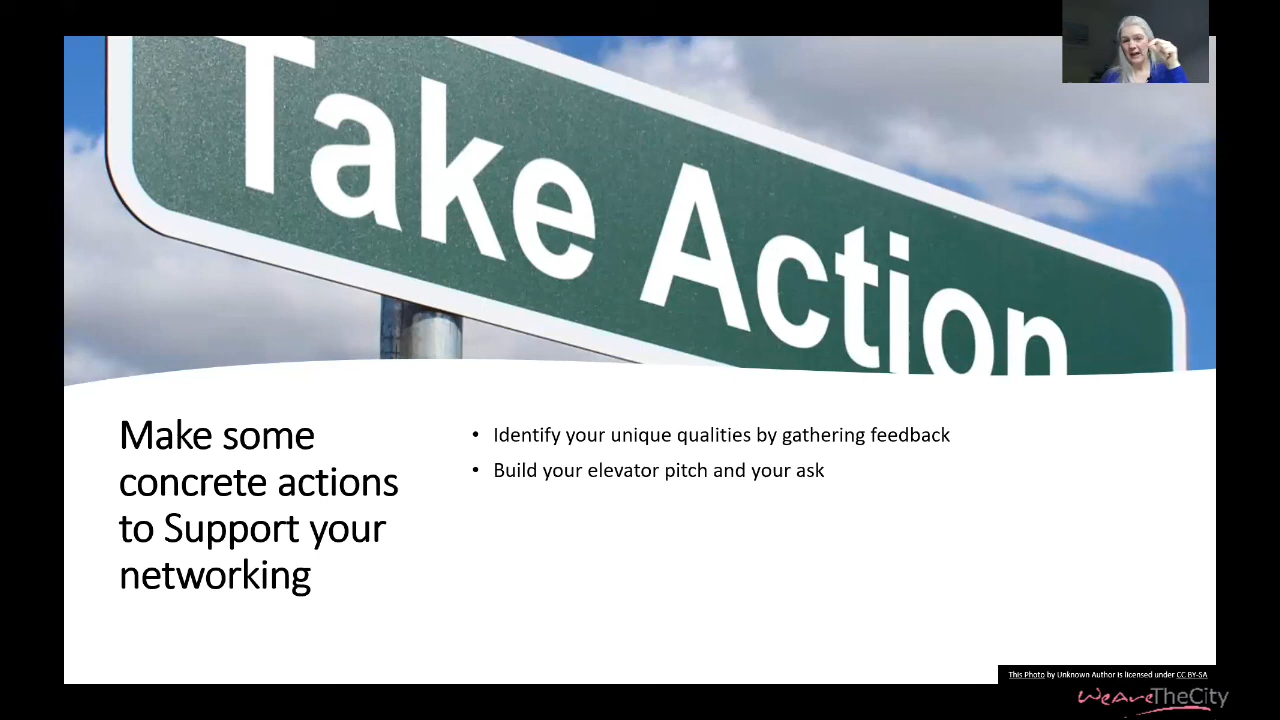 Take Action
Make some
concrete actions
to Support your
networking
• Identify your unique qualities by gathering feedback
• Build your elevator pitch and your ask
This Photo by Unknown Author is licensed under CC BY-SA
WeAreTheCity